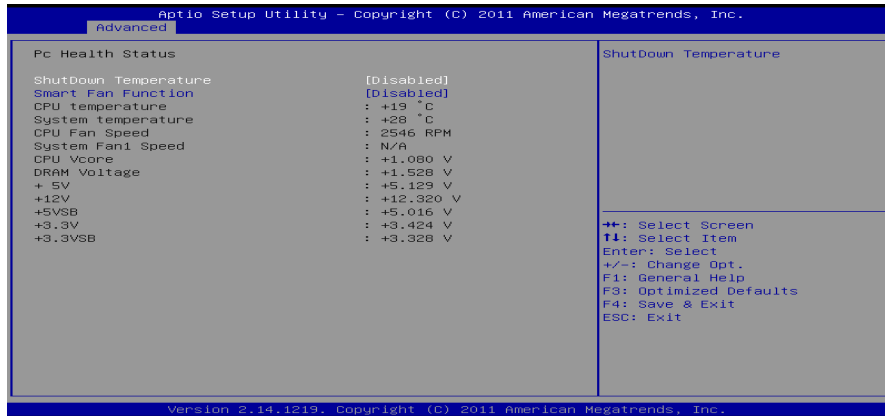 Aptio Setup Utility – Copyright (C) 2011 American Megatrends, Inc.
Advanced
Pc Health Status
ShutDown Temperature [Disabled]
Smart Fan Function [Disabled]
CPU temperature : +19 °C
System temperature : +28 °C
CPU Fan Speed : 2546 RPM
System Fan1 Speed : N/A
CPU Vcore : +1.080 V
DRAM Voltage : +1.528 V
+ 5V : +5.129 V
+12V : +12.320 V
+5VSB : +5.016 V
+3.3V : +3.424 V
+3.3VSB : +3.328 V
ShutDown Temperature
→←: Select Screen
↑↓: Select Item
Enter: Select
+/-: Change Opt.
F1: General Help
F3: Optimized Defaults
F4: Save & Exit
ESC: Exit
Version 2.14.1219. Copyright (C) 2011 American Megatrends, Inc.